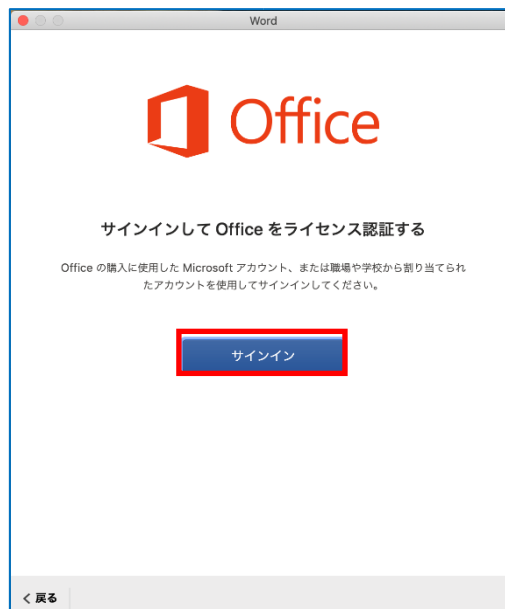 Word
Office
サインインして Office をライセンス認証する
Office の購入に使用した Microsoft アカウント、または職場や学校から割り当てられ
たアカウントを使用してサインインしてください。
サインイン
< 戻る